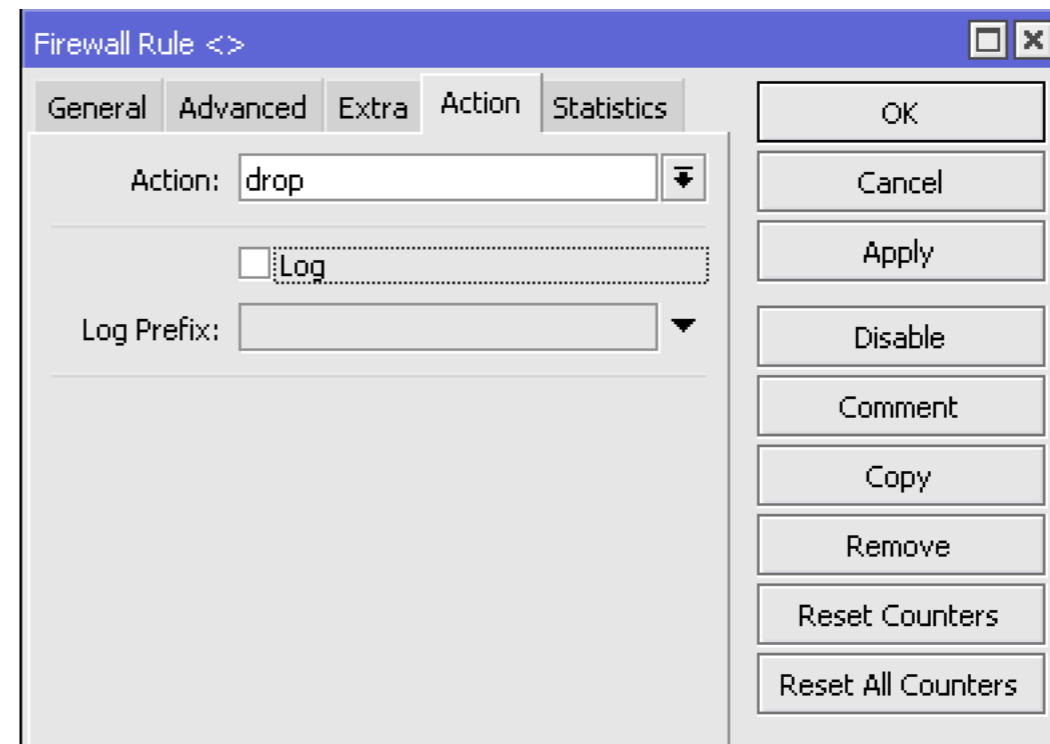 Firewall Rule <>
General Advanced Extra Action Statistics
Action: drop
Log
Log Prefix:
OK
Cancel
Apply
Disable
Comment
Copy
Remove
Reset Counters
Reset All Counters